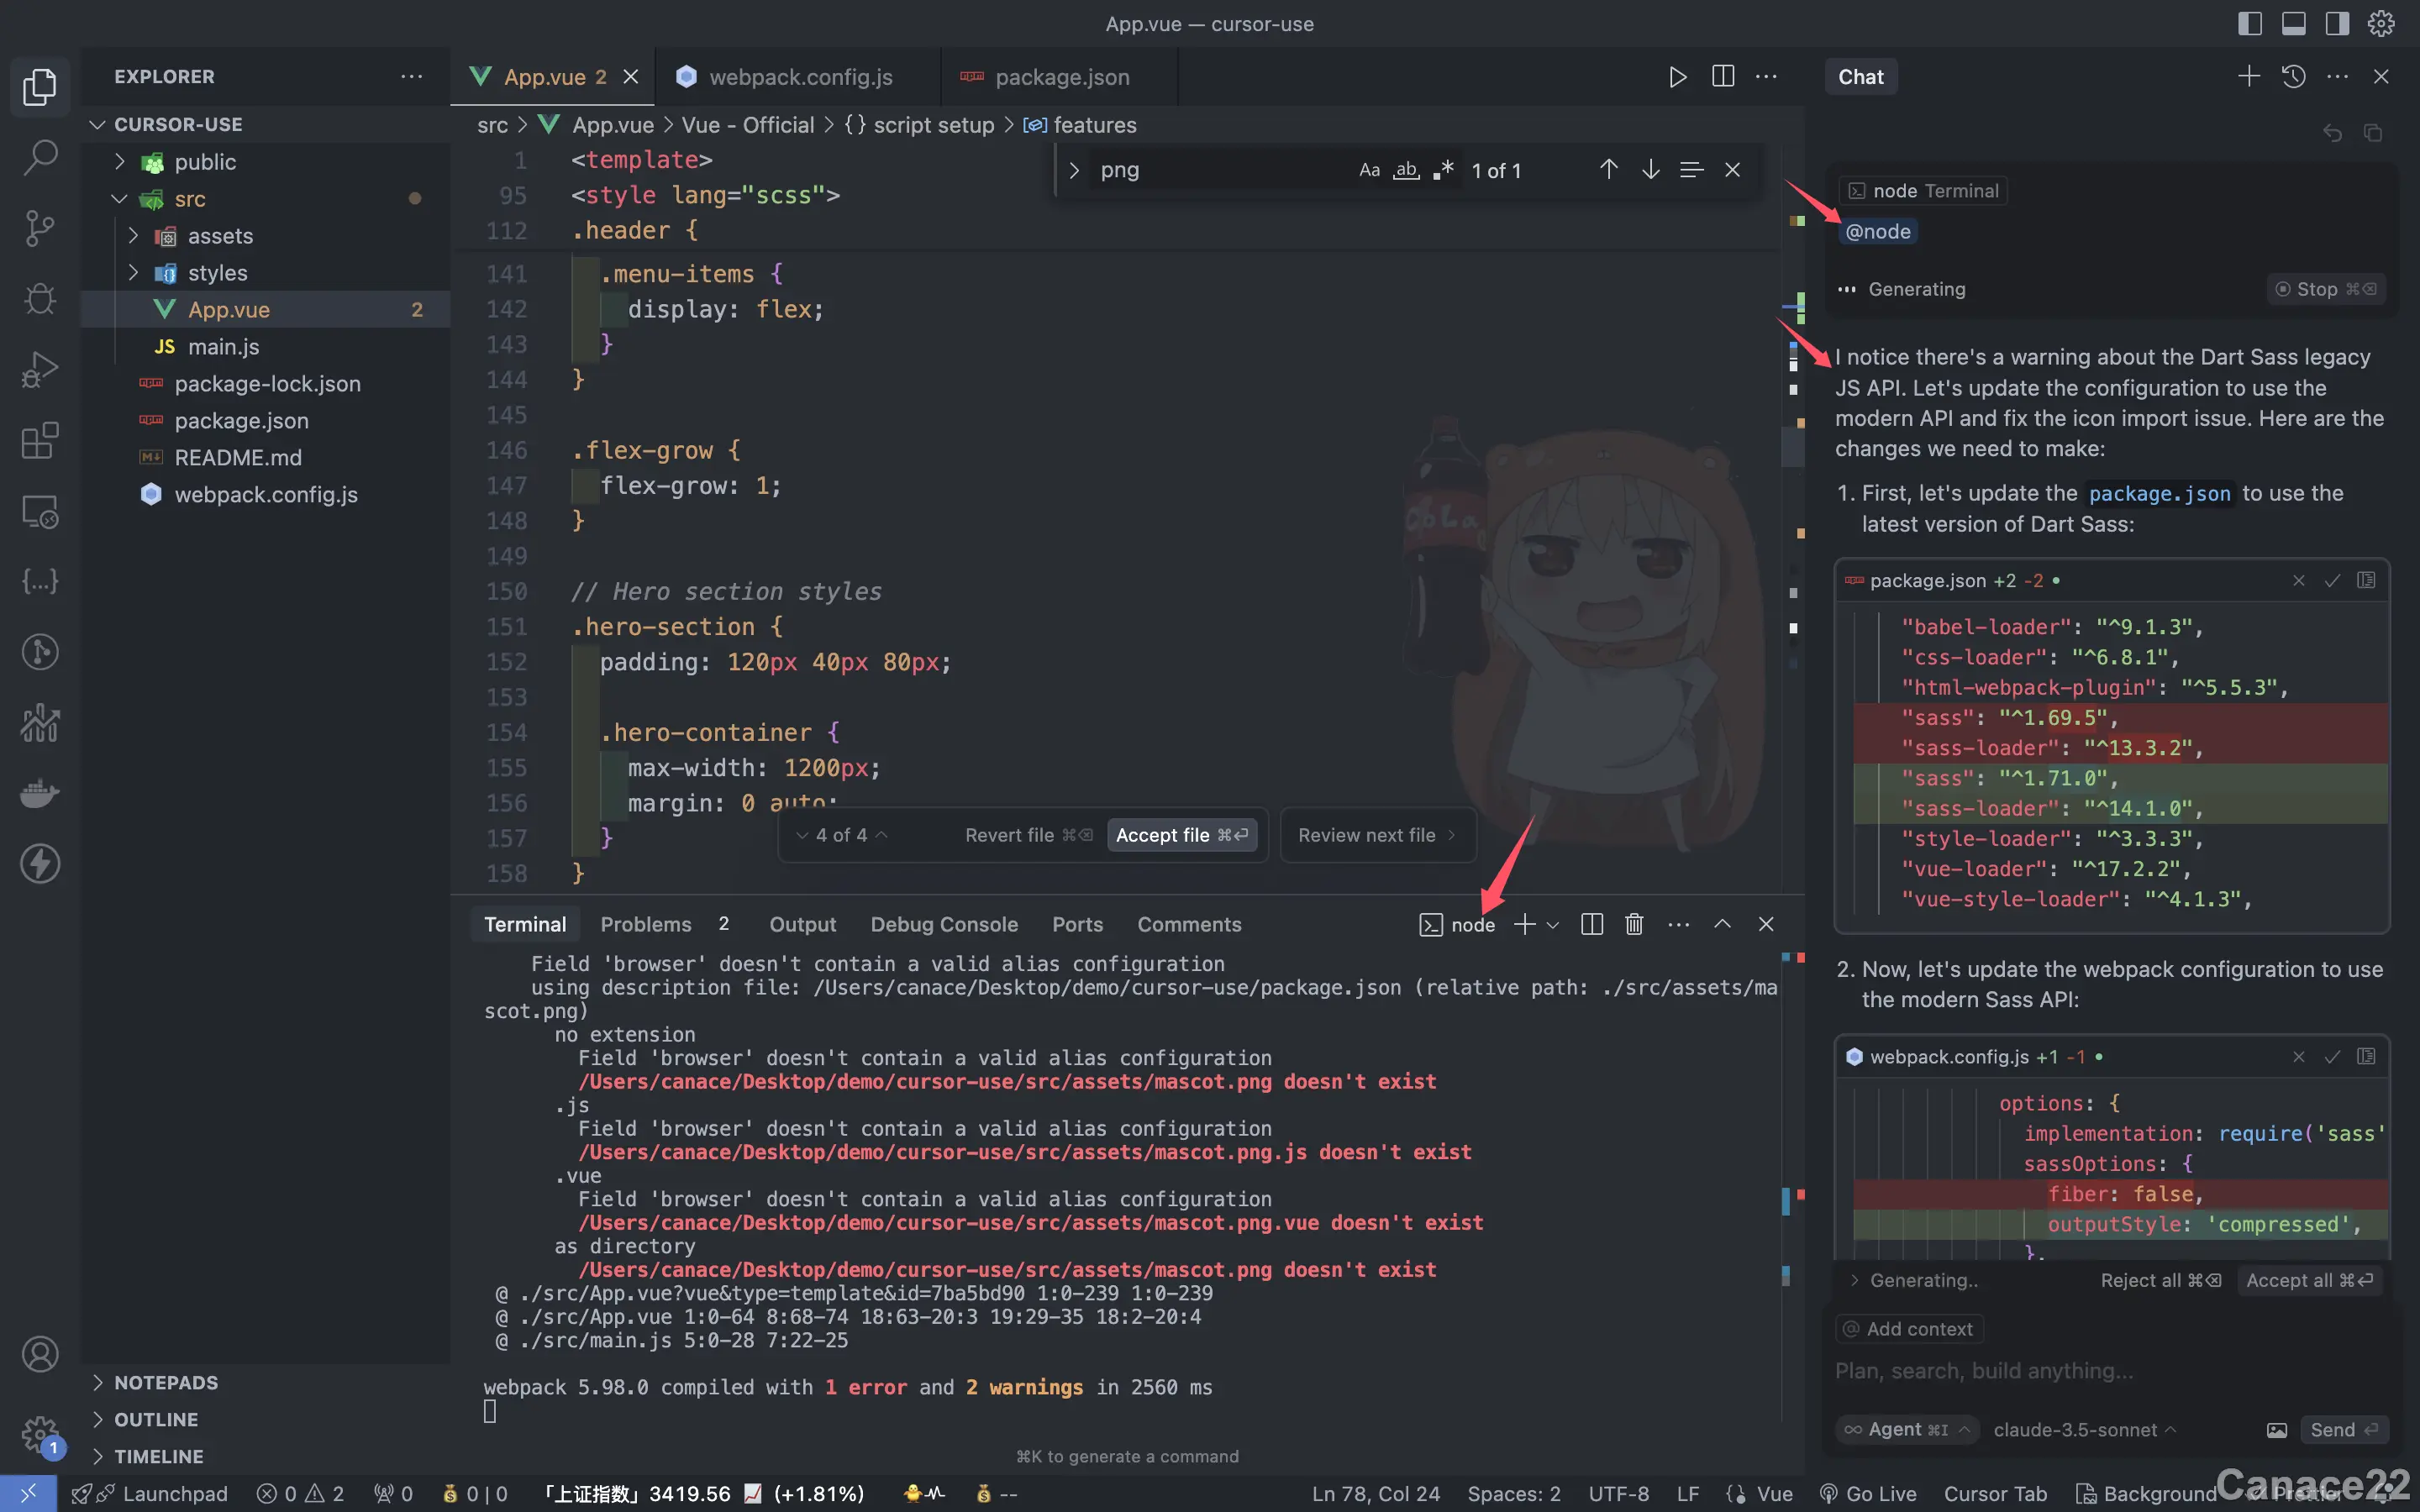 App.vue — cursor-use
EXPLORER
CURSOR-USE
public
src
assets
styles
App.vue 2
JS main.js
package-lock.json
package.json
README.md
webpack.config.js
NOTEPADS
OUTLINE
TIMELINE
1
App.vue 2
webpack.config.js
package.json
src > App.vue > Vue - Official > {} script setup > features
png
Aa ab .* 1 of 1
1 <template>
95 <style lang="scss">
112 .header {
141 .menu-items {
142 display: flex;
143 }
144 }
145
146 .flex-grow {
147 flex-grow: 1;
148 }
149
150 // Hero section styles
151 .hero-section {
152 padding: 120px 40px 80px;
153
154 .hero-container {
155 max-width: 1200px;
156 margin: 0 auto;
157 }
158 }
CoLa
4 of 4 Revert file ⌘⌫ Accept file ⌘⏎ Review next file
Terminal Problems 2 Output Debug Console Ports Comments node
Field 'browser' doesn't contain a valid alias configuration
using description file: /Users/canace/Desktop/demo/cursor-use/package.json (relative path: ./src/assets/ma
scot.png)
no extension
Field 'browser' doesn't contain a valid alias configuration
/Users/canace/Desktop/demo/cursor-use/src/assets/mascot.png doesn't exist
.js
Field 'browser' doesn't contain a valid alias configuration
/Users/canace/Desktop/demo/cursor-use/src/assets/mascot.png.js doesn't exist
.vue
Field 'browser' doesn't contain a valid alias configuration
/Users/canace/Desktop/demo/cursor-use/src/assets/mascot.png.vue doesn't exist
as directory
/Users/canace/Desktop/demo/cursor-use/src/assets/mascot.png doesn't exist
@ ./src/App.vue?vue&type=template&id=7ba5bd90 1:0-239 1:0-239
@ ./src/App.vue 1:0-64 8:68-74 18:63-20:3 19:29-35 18:2-20:4
@ ./src/main.js 5:0-28 7:22-25
webpack 5.98.0 compiled with 1 error and 2 warnings in 2560 ms
⌘K to generate a command
Chat
node Terminal
@node
Generating
Stop ⌘⌫
I notice there's a warning about the Dart Sass legacy
JS API. Let's update the configuration to use the
modern API and fix the icon import issue. Here are the
changes we need to make:
1. First, let's update the package.json to use the
latest version of Dart Sass:
package.json +2 -2
"babel-loader": "^9.1.3",
"css-loader": "^6.8.1",
"html-webpack-plugin": "^5.5.3",
"sass": "^1.69.5",
"sass-loader": "^13.3.2",
"sass": "^1.71.0",
"sass-loader": "^14.1.0",
"style-loader": "^3.3.3",
"vue-loader": "^17.2.2",
"vue-style-loader": "^4.1.3",
2. Now, let's update the webpack configuration to use
the modern Sass API:
webpack.config.js +1 -1
options: {
implementation: require('sass'
sassOptions: {
fiber: false,
outputStyle: 'compressed',
},
Generating.. Reject all ⌘⌫ Accept all ⌘⏎
@ Add context
Plan, search, build anything...
∞ Agent ⌘I claude-3.5-sonnet Send ⏎
Launchpad 0 2 0 0 | 0 「上证指数」3419.56 (+1.81%) --
Ln 78, Col 24 Spaces: 2 UTF-8 LF Vue Go Live Cursor Tab Background Prettier
Canace22